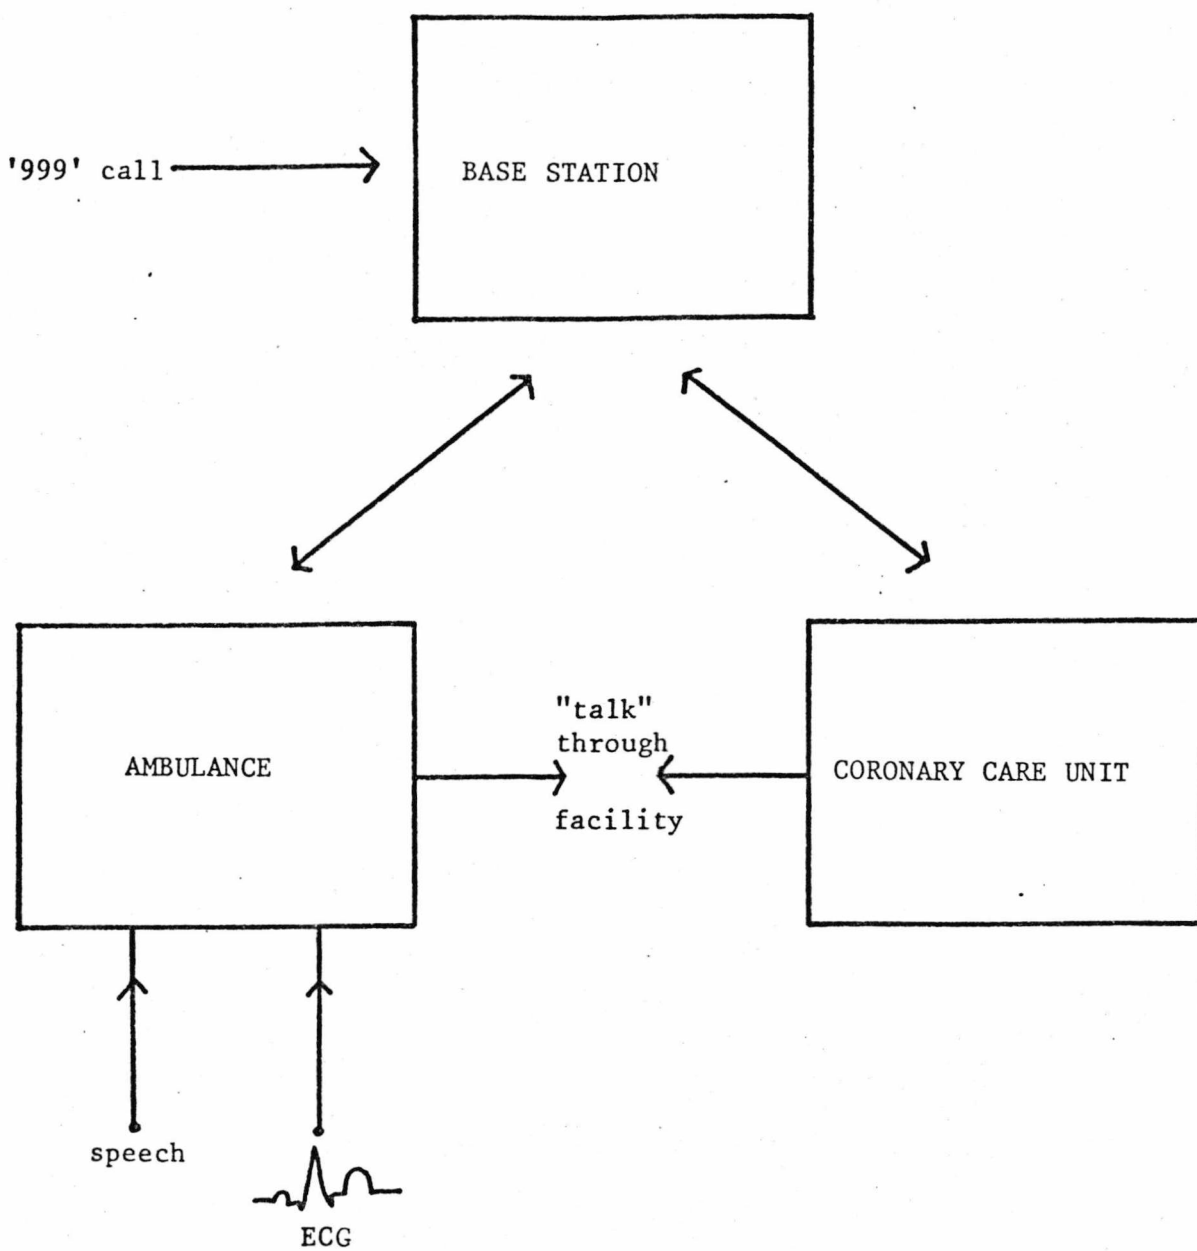 '999' call
BASE STATION
AMBULANCE
"talk"
through
facility
CORONARY CARE UNIT
speech
ECG